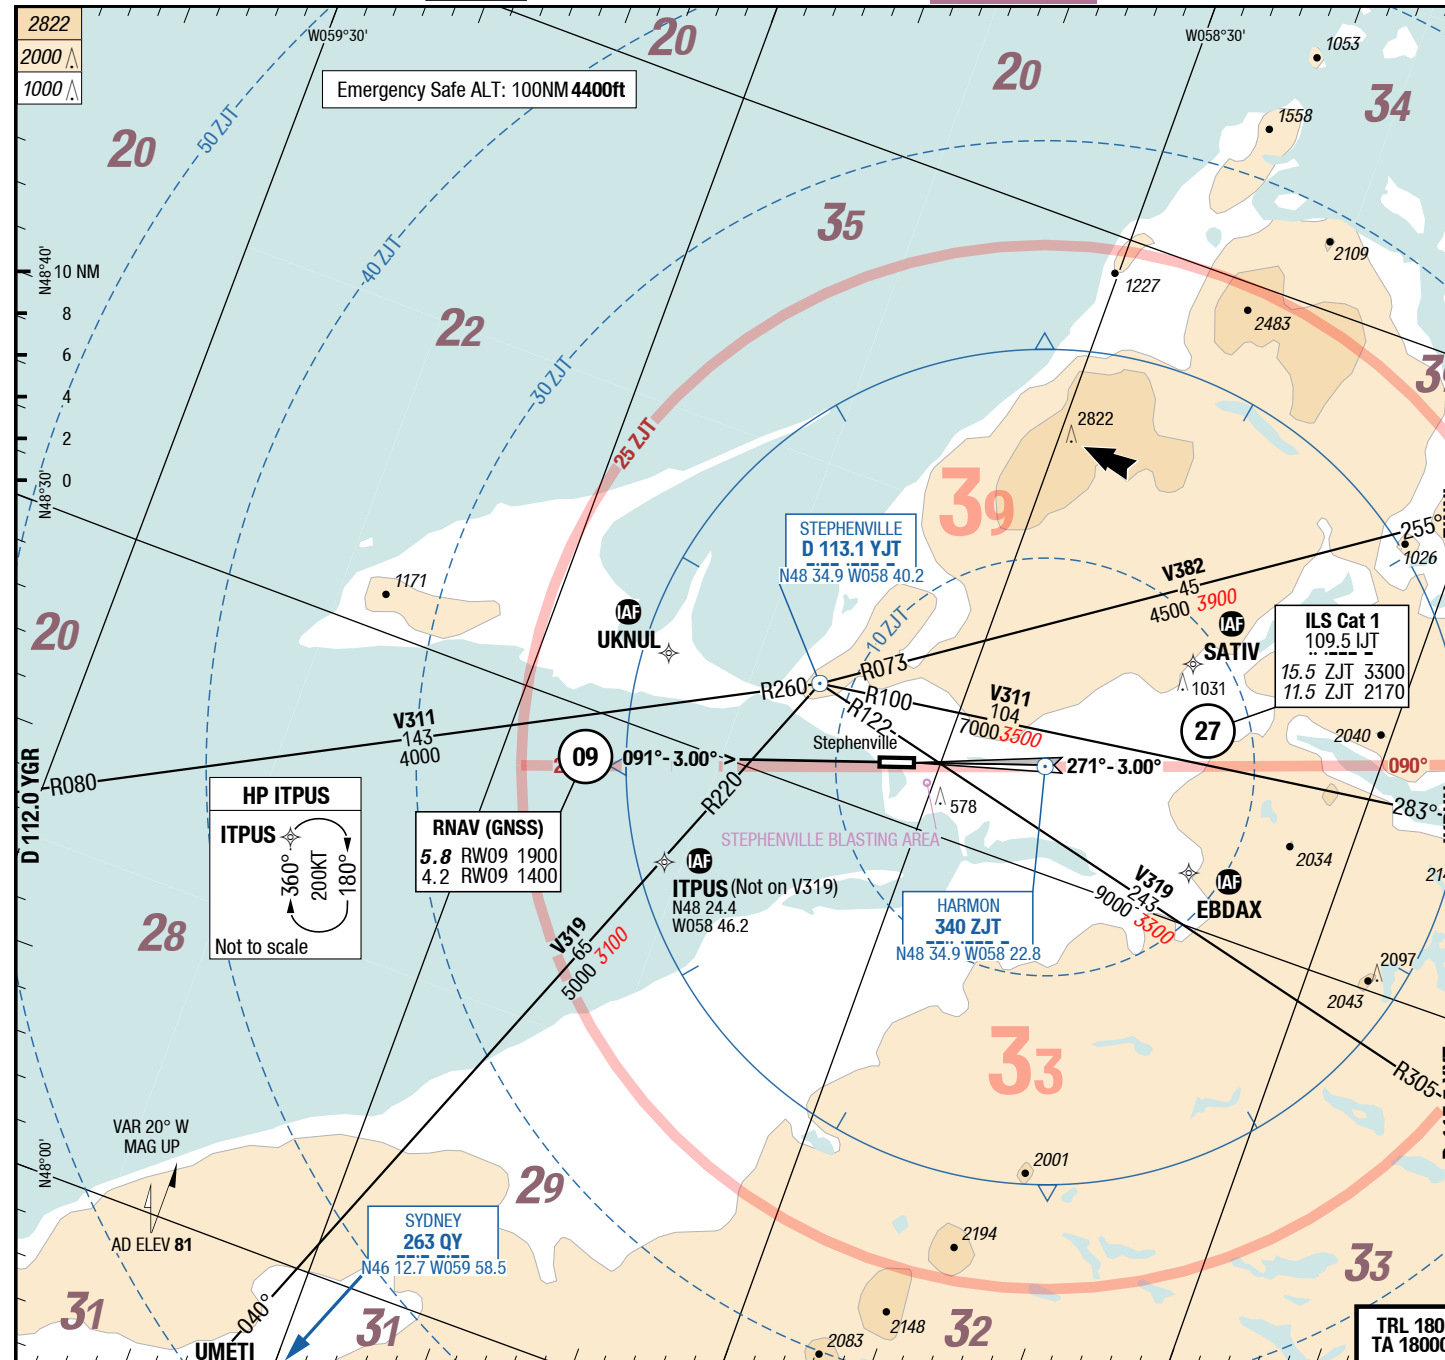 2822
2000
1000
W059°30'
W058°30'
Emergency Safe ALT: 100NM 4400ft
20
20
20
34
35
22
1053
1558
2109
1227
2483
50 ZJT
40 ZJT
30 ZJT
25 ZJT
10 ZJT
N48°40'
10 NM
8
6
4
2
0
N48°30'
2822
39
STEPHENVILLE
D 113.1 YJT
N48 34.9 W058 40.2
255°
1026
V382
45
4500 3900
1171
20
IAF
UKNUL
IAF
SATIV
1031
ILS Cat 1
109.5 IJT
15.5 ZJT 3300
11.5 ZJT 2170
27
2040
R260
R073
R100
R122
R220
V311
104
7000 3500
V311
143
4000
R080
D 112.0 YGR
Stephenville
09
091°- 3.00° >
271°- 3.00°
090°
283°
578
STEPHENVILLE BLASTING AREA
HP ITPUS
ITPUS
360°
200KT
180°
Not to scale
RNAV (GNSS)
5.8 RW09 1900
4.2 RW09 1400
IAF
ITPUS (Not on V319)
N48 24.4
W058 46.2
2034
IAF
EBDAX
V319
243
9000 3300
HARMON
340 ZJT
N48 34.9 W058 22.8
28
V319
65
5000 3100
2097
2043
33
R305
VAR 20° W
MAG UP
N48°00'
AD ELEV 81
29
2001
2194
2148
2083
33
SYDNEY
263 QY
N46 12.7 W059 58.5
31
31
32
040°
UMETI
TRL 180
TA 18000